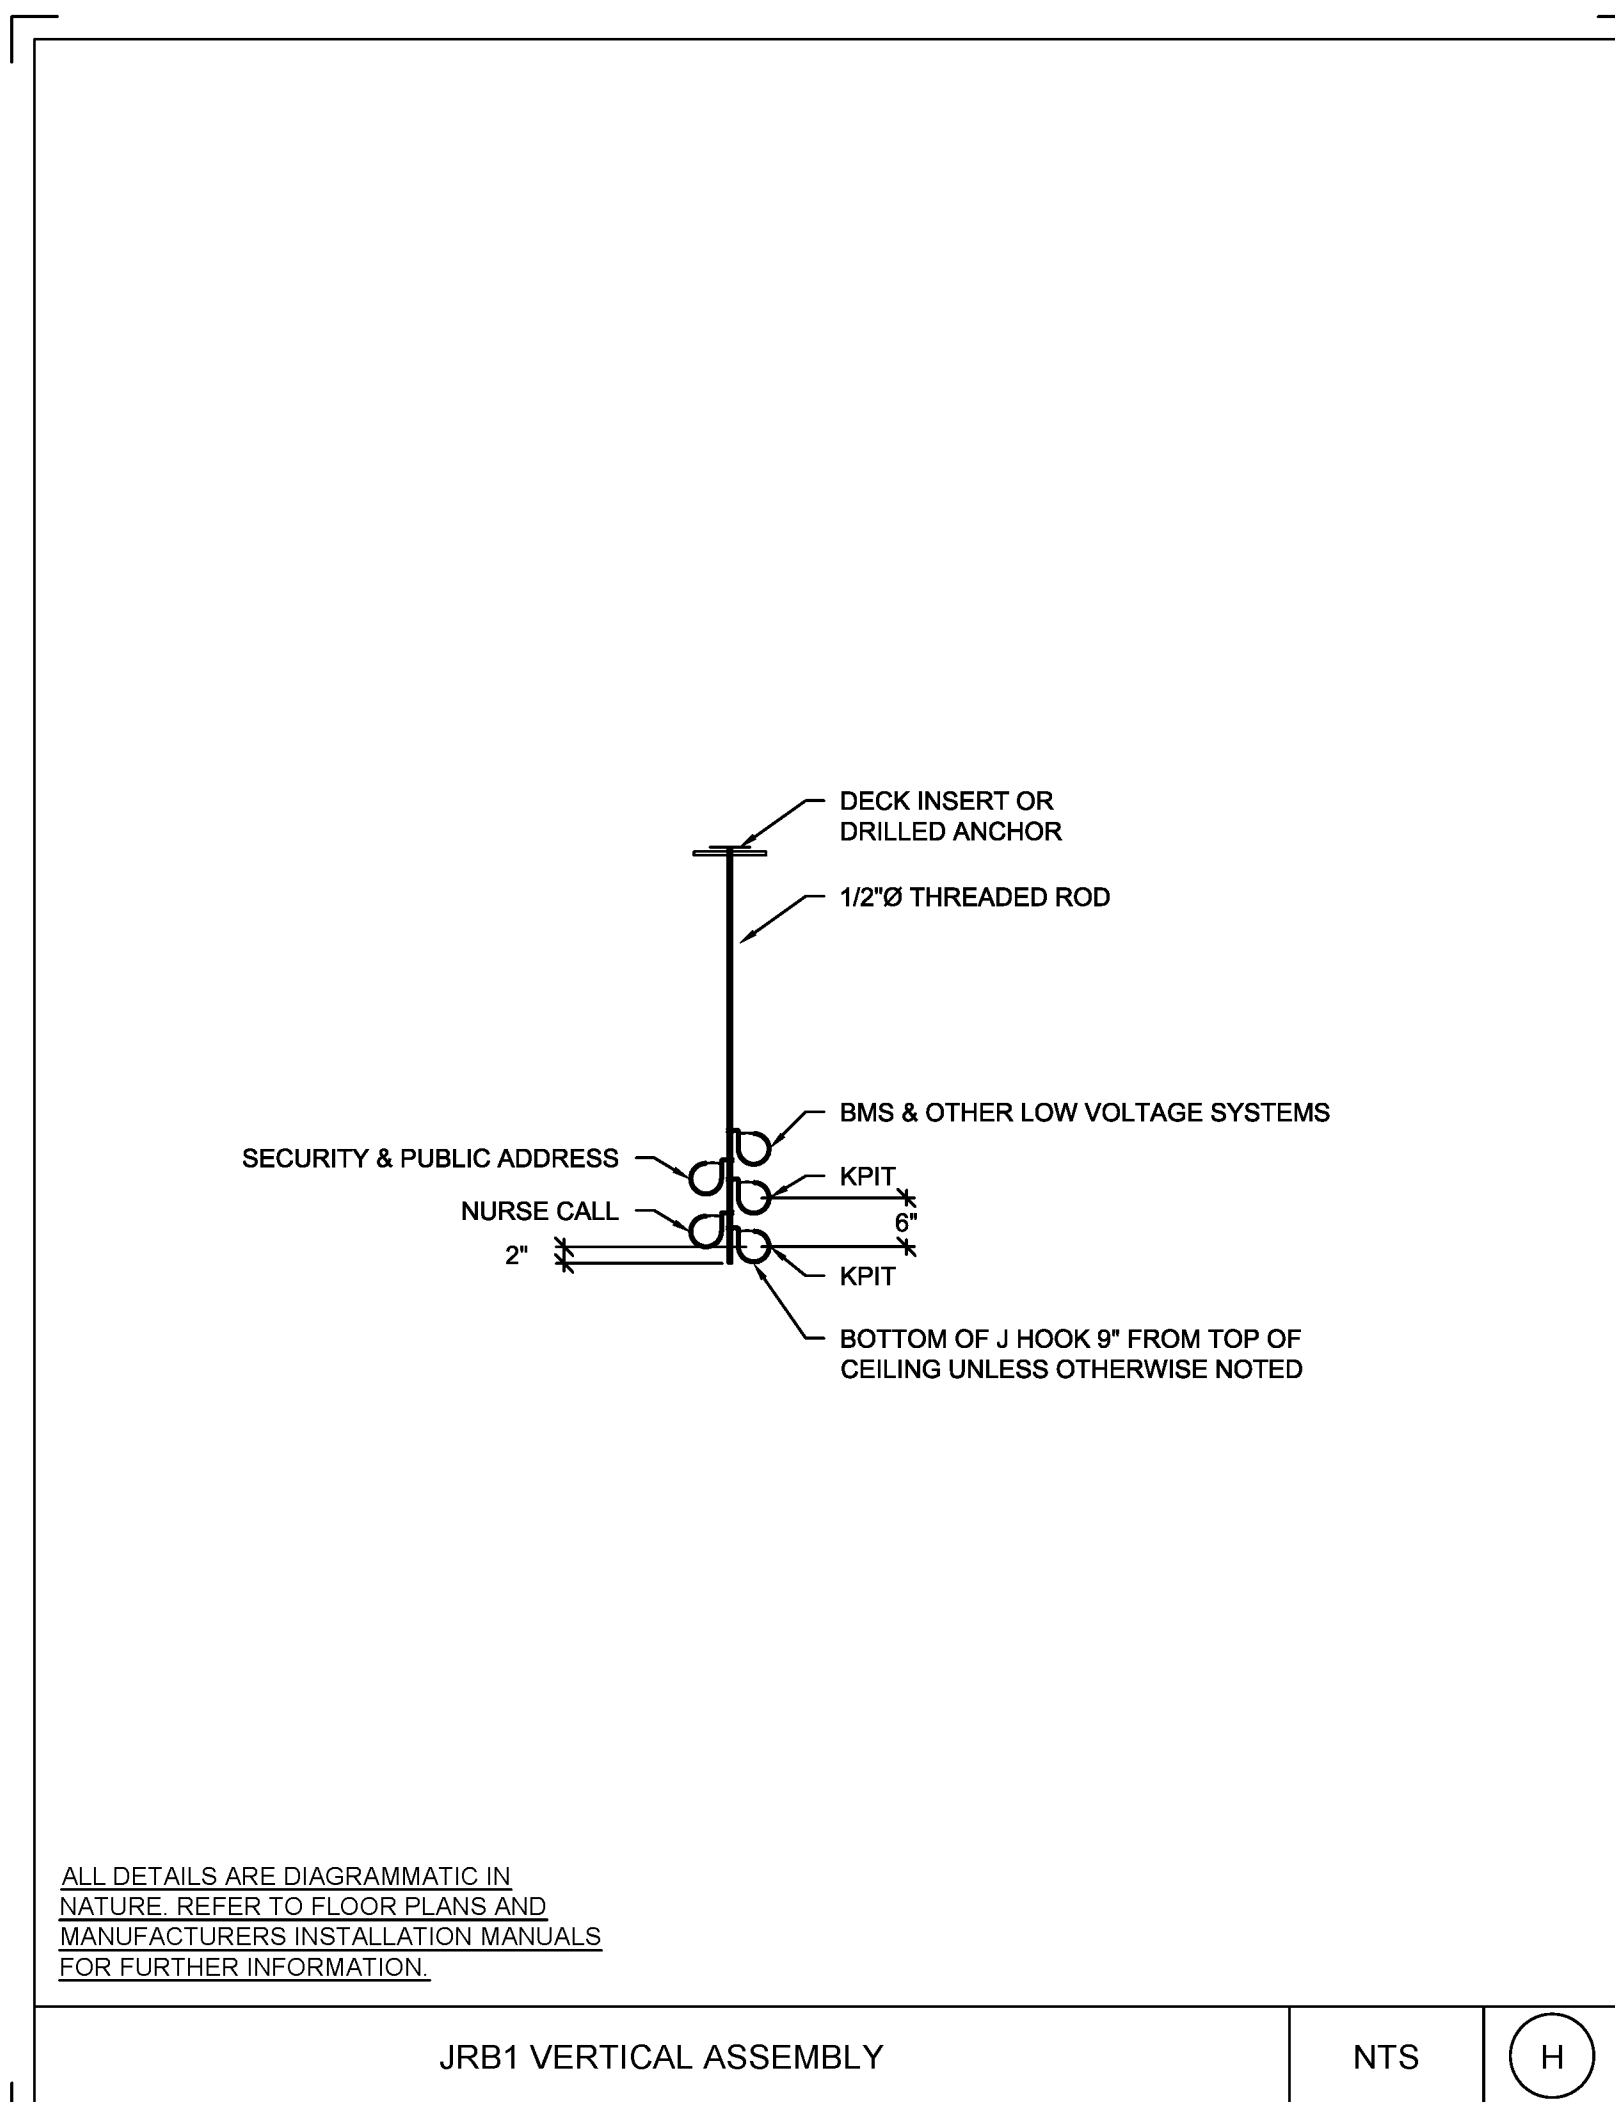 DECK INSERT OR
DRILLED ANCHOR
1/2"Ø THREADED ROD
BMS & OTHER LOW VOLTAGE SYSTEMS
SECURITY & PUBLIC ADDRESS
KPIT
NURSE CALL
6"
2"
KPIT
BOTTOM OF J HOOK 9" FROM TOP OF
CEILING UNLESS OTHERWISE NOTED
ALL DETAILS ARE DIAGRAMMATIC IN
NATURE. REFER TO FLOOR PLANS AND
MANUFACTURERS INSTALLATION MANUALS
FOR FURTHER INFORMATION.
JRB1 VERTICAL ASSEMBLY
NTS
H